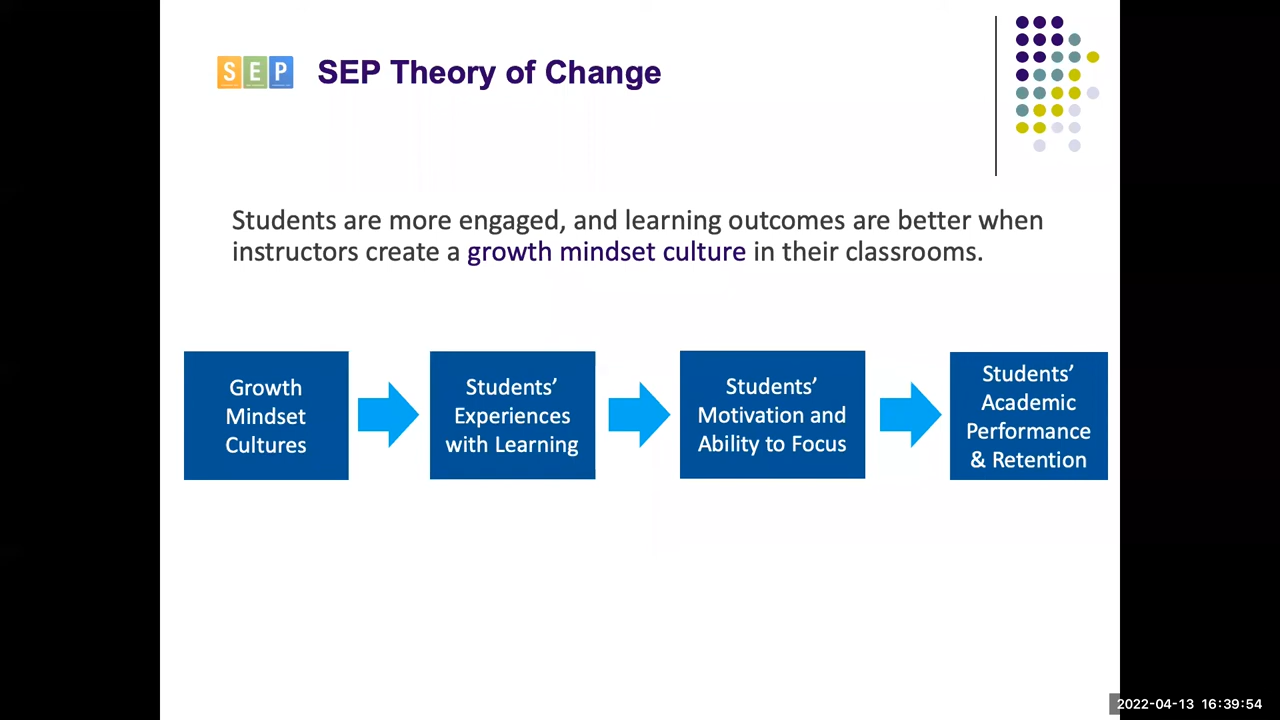 SEP
SEP Theory of Change
Students are more engaged, and learning outcomes are better when
instructors create a growth mindset culture in their classrooms.
Growth
Mindset
Cultures
Students’
Experiences
with Learning
Students’
Motivation and
Ability to Focus
Students’
Academic
Performance
& Retention
2022-04-13 16:39:54